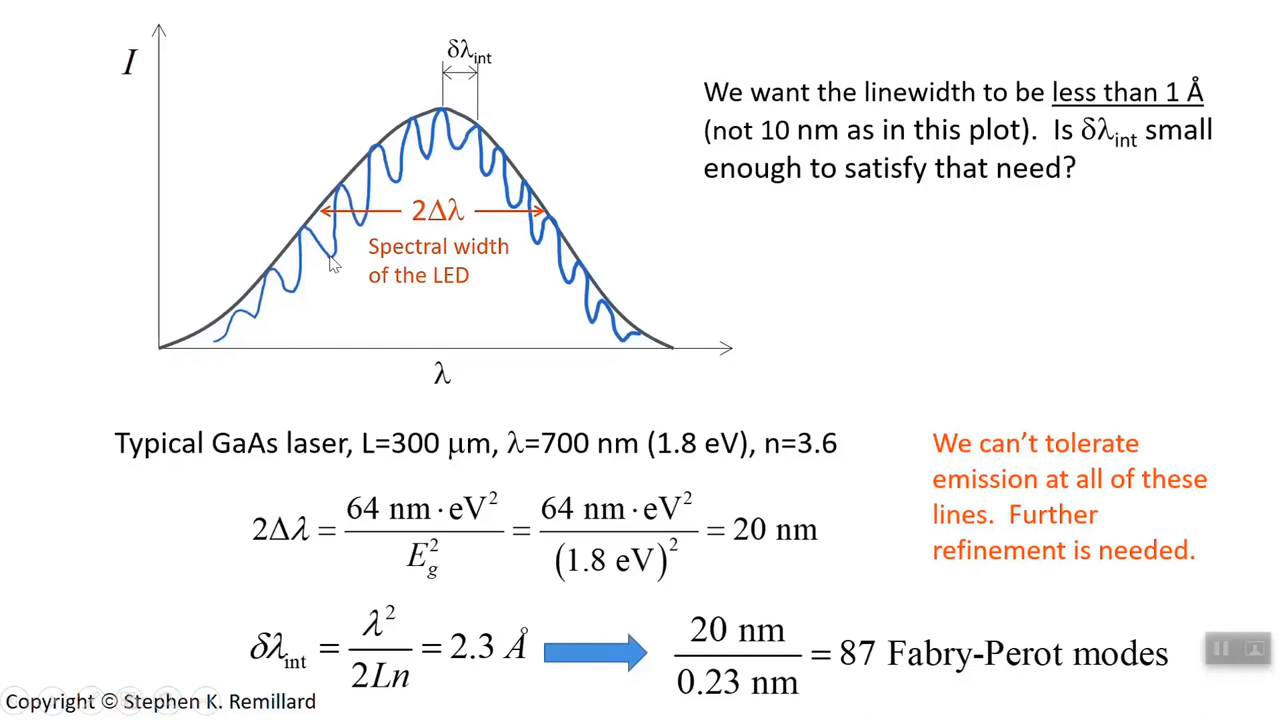 I
δλint
2Δλ
Spectral width
of the LED
λ
We want the linewidth to be less than 1 Å
(not 10 nm as in this plot). Is δλint small
enough to satisfy that need?
Typical GaAs laser, L=300 μm, λ=700 nm (1.8 eV), n=3.6
2Δλ = 64 nm · eV² / E_g² = 64 nm · eV² / (1.8 eV)² = 20 nm
δλint = λ² / 2Ln = 2.3 Å
20 nm / 0.23 nm = 87 Fabry-Perot modes
We can’t tolerate
emission at all of these
lines. Further
refinement is needed.
Copyright © Stephen K. Remillard